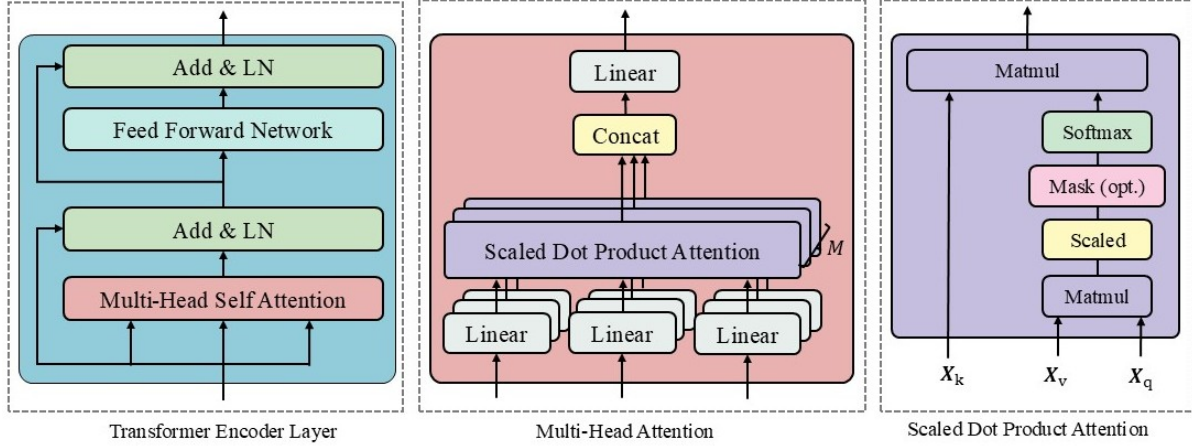 Add & LN
Feed Forward Network
Add & LN
Multi-Head Self Attention
Transformer Encoder Layer
Linear
Concat
Scaled Dot Product Attention
M
Linear
Linear
Linear
Multi-Head Attention
Matmul
Softmax
Mask (opt.)
Scaled
Matmul
X_k
X_v
X_q
Scaled Dot Product Attention